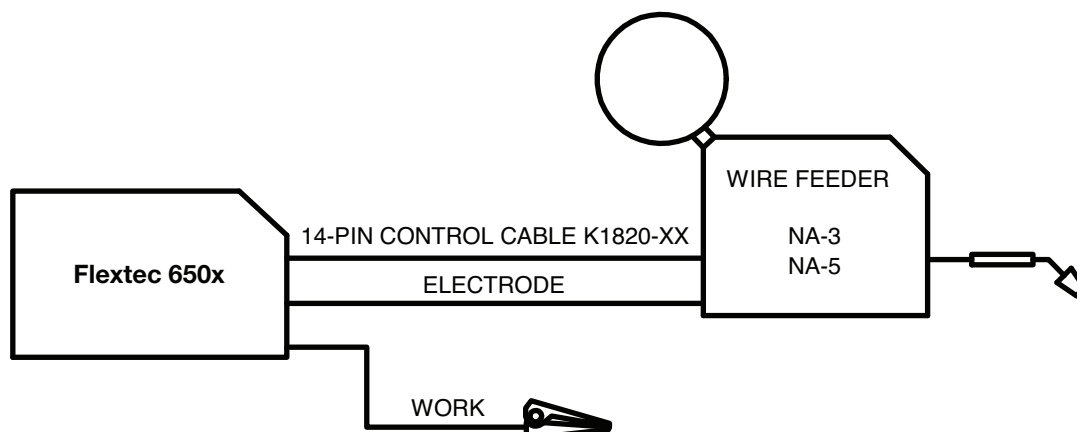 WIRE FEEDER
14-PIN CONTROL CABLE K1820-XX
NA-3
Flextec 650x
NA-5
ELECTRODE
WORK